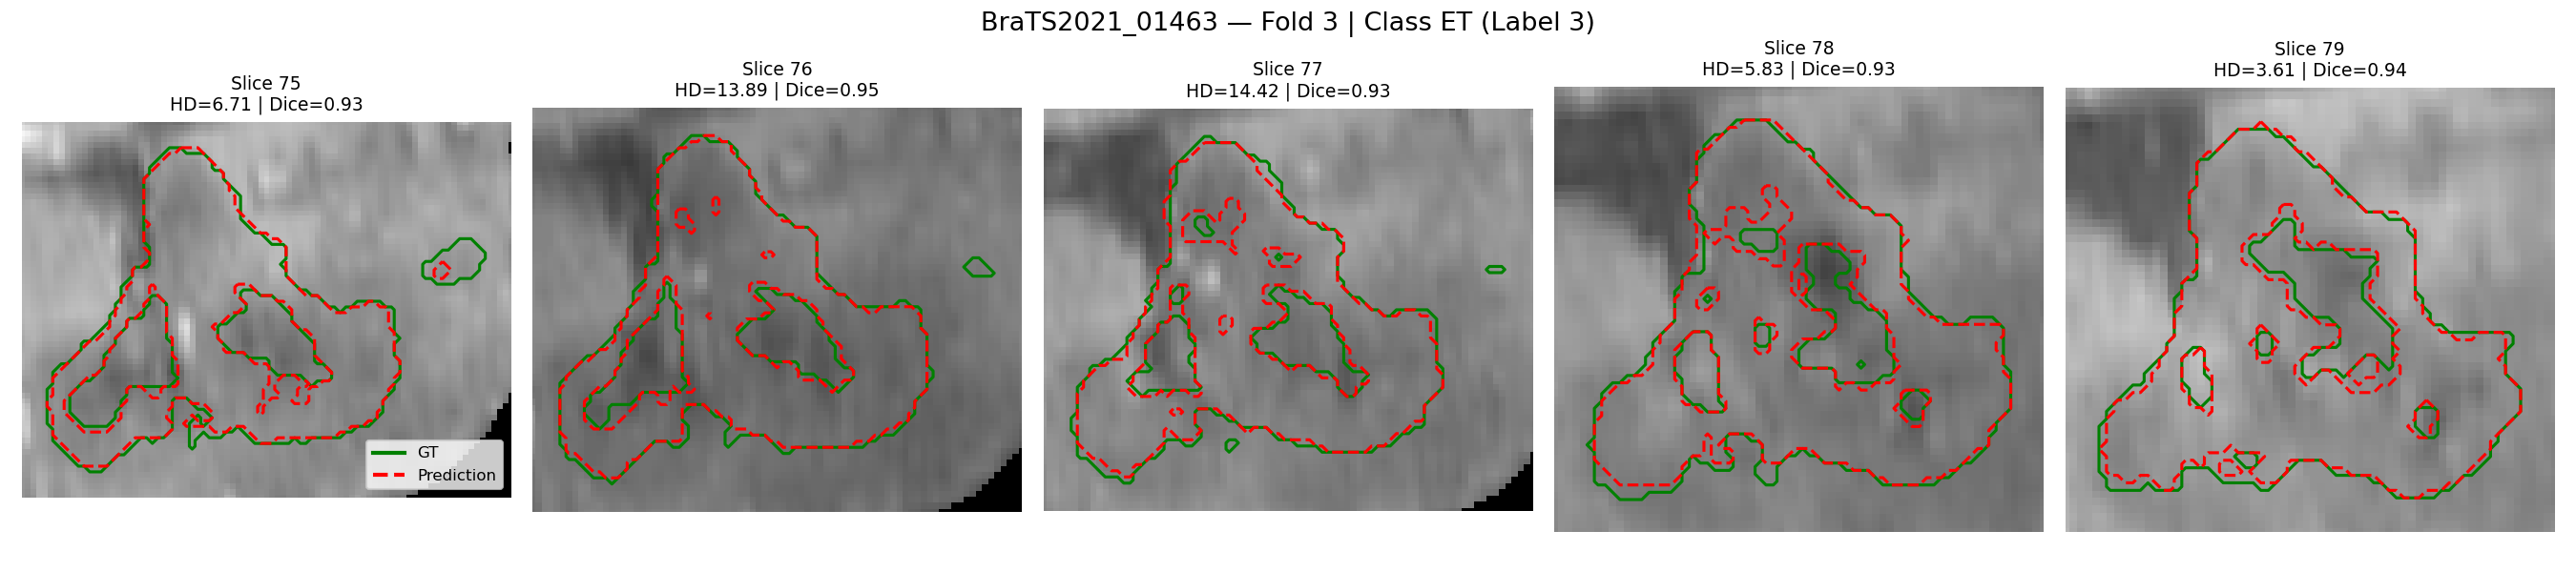 BraTS2021_01463 — Fold 3 | Class ET (Label 3)
Slice 75
HD=6.71 | Dice=0.93
Slice 76
HD=13.89 | Dice=0.95
Slice 77
HD=14.42 | Dice=0.93
Slice 78
HD=5.83 | Dice=0.93
Slice 79
HD=3.61 | Dice=0.94
GT
Prediction